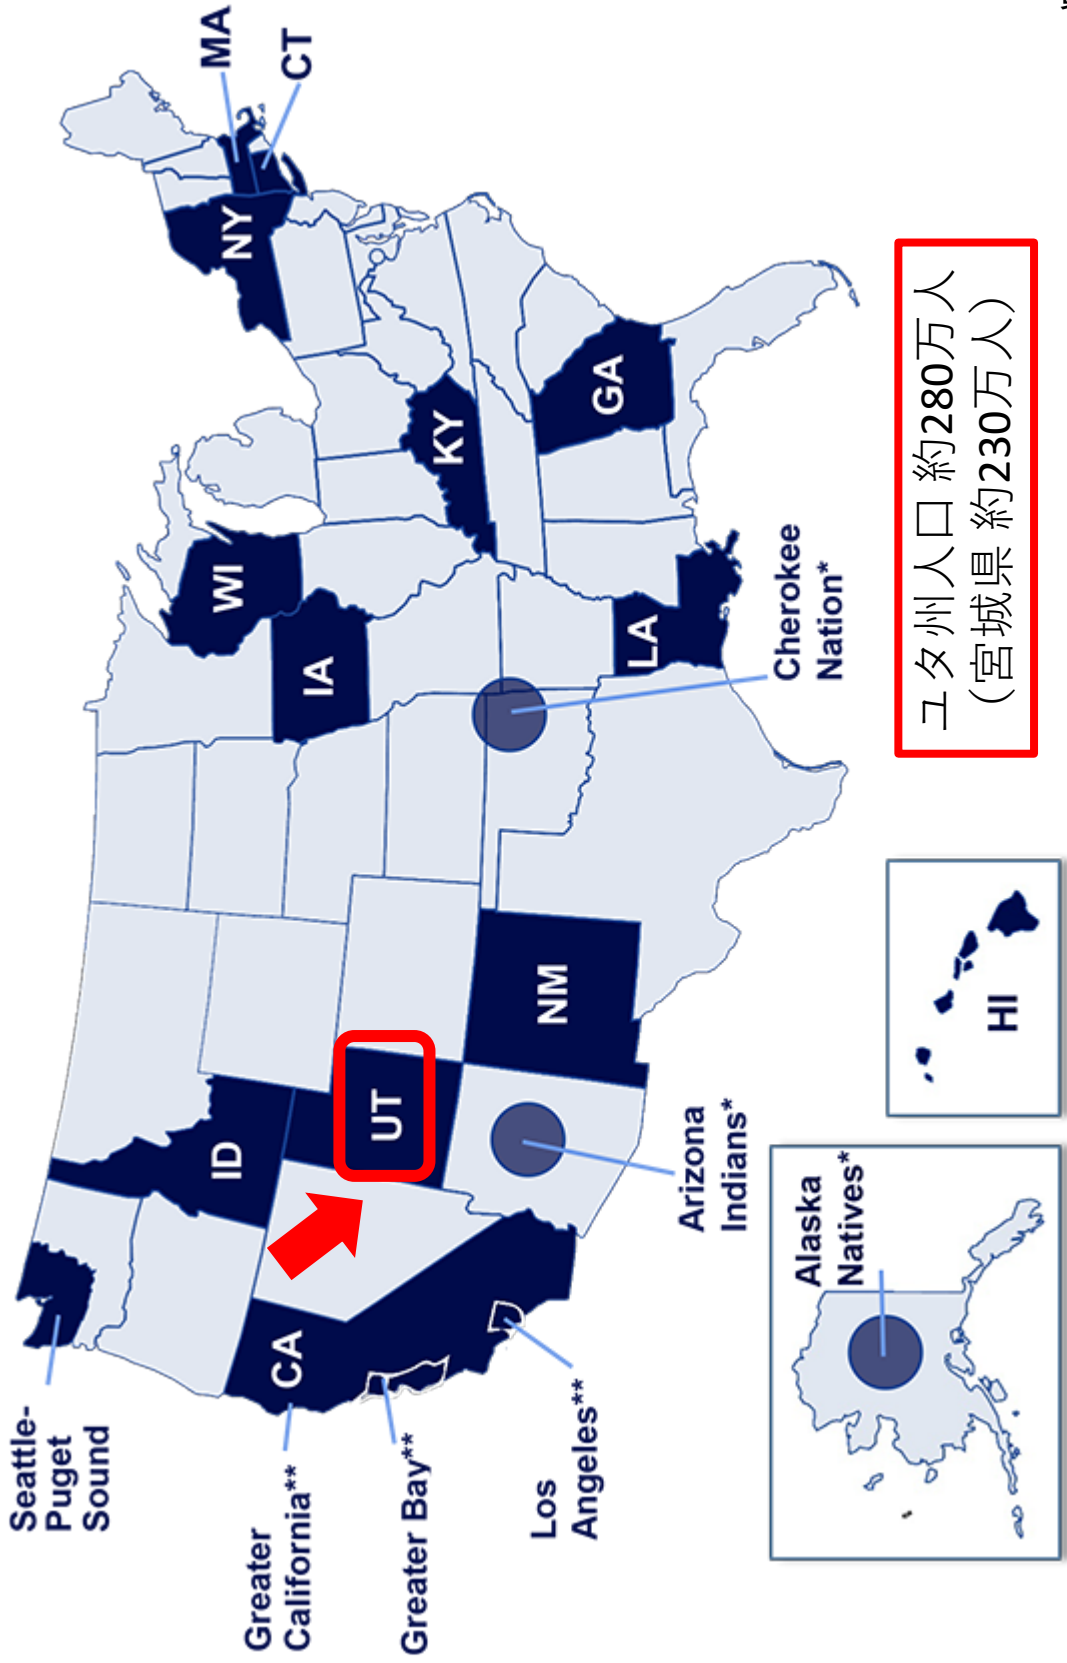 Seattle-
Puget
Sound
Greater
California**
Greater Bay**
Los
Angeles**
CA
ID
UT
NM
Arizona
Indians*
WI
IA
KY
NY
MA
CT
GA
LA
Cherokee
Nation*
Alaska
Natives*
HI
ユタ州人口 約280万人
（宮城県 約230万人）